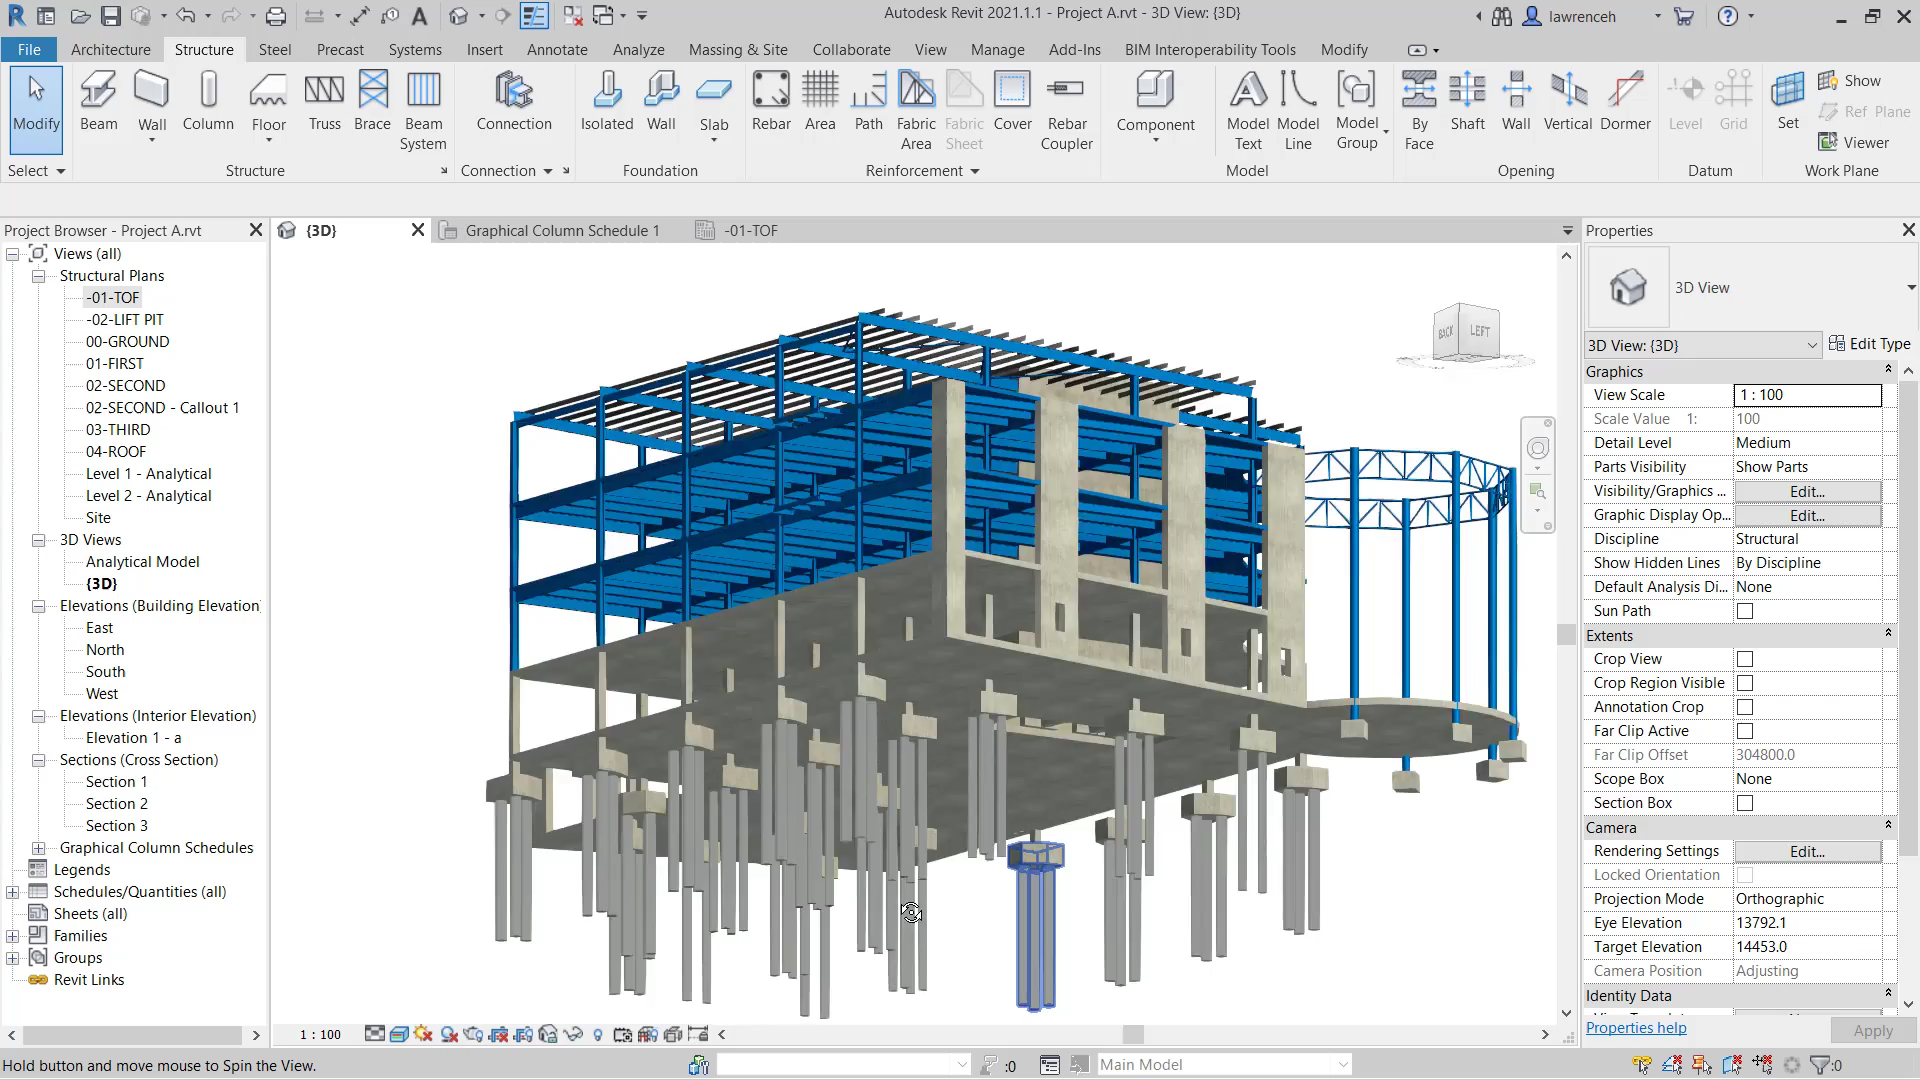 Autodesk Revit 2021.1.1 - Project A.rvt - 3D View: {3D}
lawrenceh
File
Architecture
Structure
Steel
Precast
Systems
Insert
Annotate
Analyze
Massing & Site
Collaborate
View
Manage
Add-Ins
BIM Interoperability Tools
Modify
Modify
Beam
Wall
Column
Floor
Truss
Brace
Beam
System
Connection
Isolated
Wall
Slab
Rebar
Area
Path
Fabric
Area
Fabric
Sheet
Cover
Rebar
Coupler
Component
Model
Text
Model
Line
Model
Group
By
Face
Shaft
Wall
Vertical
Dormer
Level
Grid
Set
Show
Ref Plane
Viewer
Select
Structure
Connection
Foundation
Reinforcement
Model
Opening
Datum
Work Plane
Project Browser - Project A.rvt
Views (all)
Structural Plans
-01-TOF
-02-LIFT PIT
00-GROUND
01-FIRST
02-SECOND
02-SECOND - Callout 1
03-THIRD
04-ROOF
Level 1 - Analytical
Level 2 - Analytical
Site
3D Views
Analytical Model
{3D}
Elevations (Building Elevation)
East
North
South
West
Elevations (Interior Elevation)
Elevation 1 - a
Sections (Cross Section)
Section 1
Section 2
Section 3
Graphical Column Schedules
Legends
Schedules/Quantities (all)
Sheets (all)
Families
Groups
Revit Links
{3D}
Graphical Column Schedule 1
-01-TOF
BACK
LEFT
Properties
3D View
3D View: {3D}
Edit Type
Graphics
View Scale
1 : 100
Scale Value 1:
100
Detail Level
Medium
Parts Visibility
Show Parts
Visibility/Graphics ...
Edit...
Graphic Display Op...
Edit...
Discipline
Structural
Show Hidden Lines
By Discipline
Default Analysis Di...
None
Sun Path
Extents
Crop View
Crop Region Visible
Annotation Crop
Far Clip Active
Far Clip Offset
304800.0
Scope Box
None
Section Box
Camera
Rendering Settings
Edit...
Locked Orientation
Projection Mode
Orthographic
Eye Elevation
13792.1
Target Elevation
14453.0
Camera Position
Adjusting
Identity Data
Properties help
Apply
1 : 100
Hold button and move mouse to Spin the View.
:0
Main Model
:0